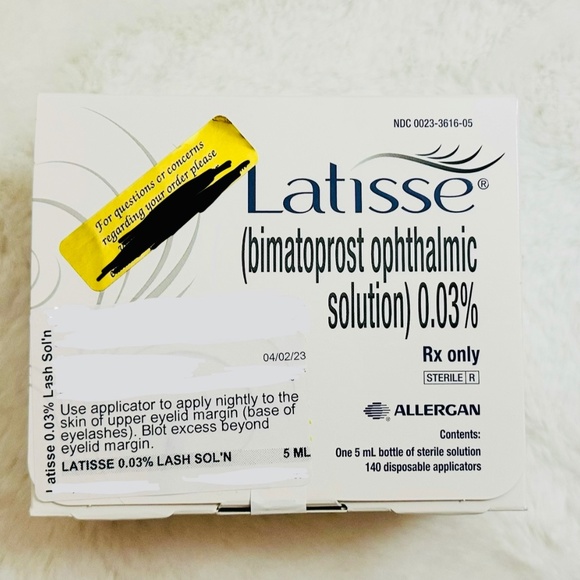 NDC 0023-3616-05
For questions or concerns
regarding your order please
Latisse®
(bimatoprost ophthalmic
solution) 0.03%
Rx only
STERILE R
ALLERGAN
Contents:
One 5 mL bottle of sterile solution
140 disposable applicators
04/02/23
Use applicator to apply nightly to the
skin of upper eyelid margin (base of
eyelashes). Blot excess beyond
eyelid margin.
LATISSE 0.03% LASH SOL'N 5 ML
atisse 0.03% Lash Sol'n